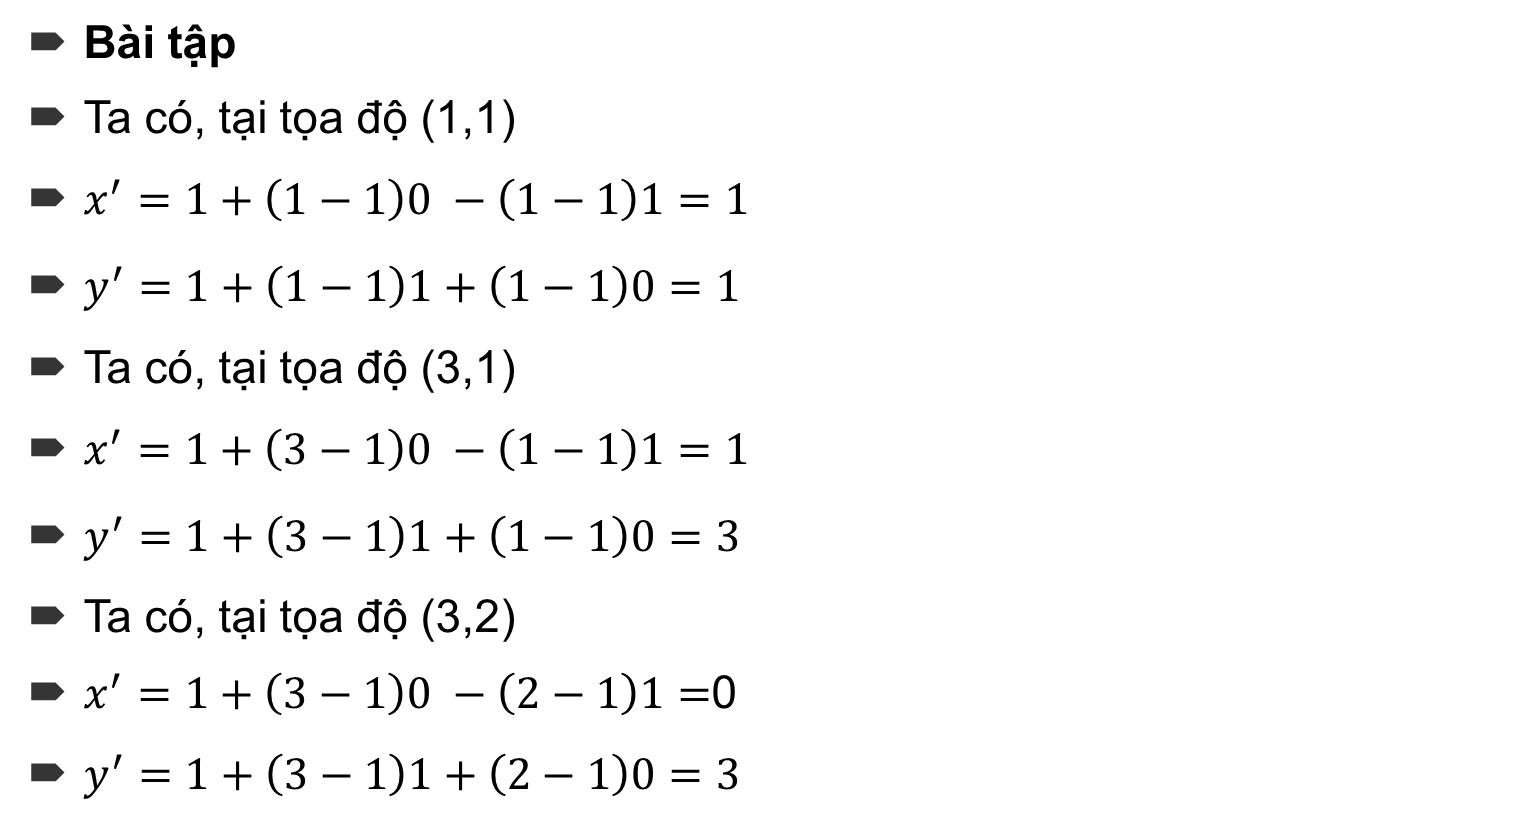 Bài tập
Ta có, tại tọa độ (1,1)
x′ = 1 + (1 − 1)0 − (1 − 1)1 = 1
y′ = 1 + (1 − 1)1 + (1 − 1)0 = 1
Ta có, tại tọa độ (3,1)
x′ = 1 + (3 − 1)0 − (1 − 1)1 = 1
y′ = 1 + (3 − 1)1 + (1 − 1)0 = 3
Ta có, tại tọa độ (3,2)
x′ = 1 + (3 − 1)0 − (2 − 1)1 =0
y′ = 1 + (3 − 1)1 + (2 − 1)0 = 3